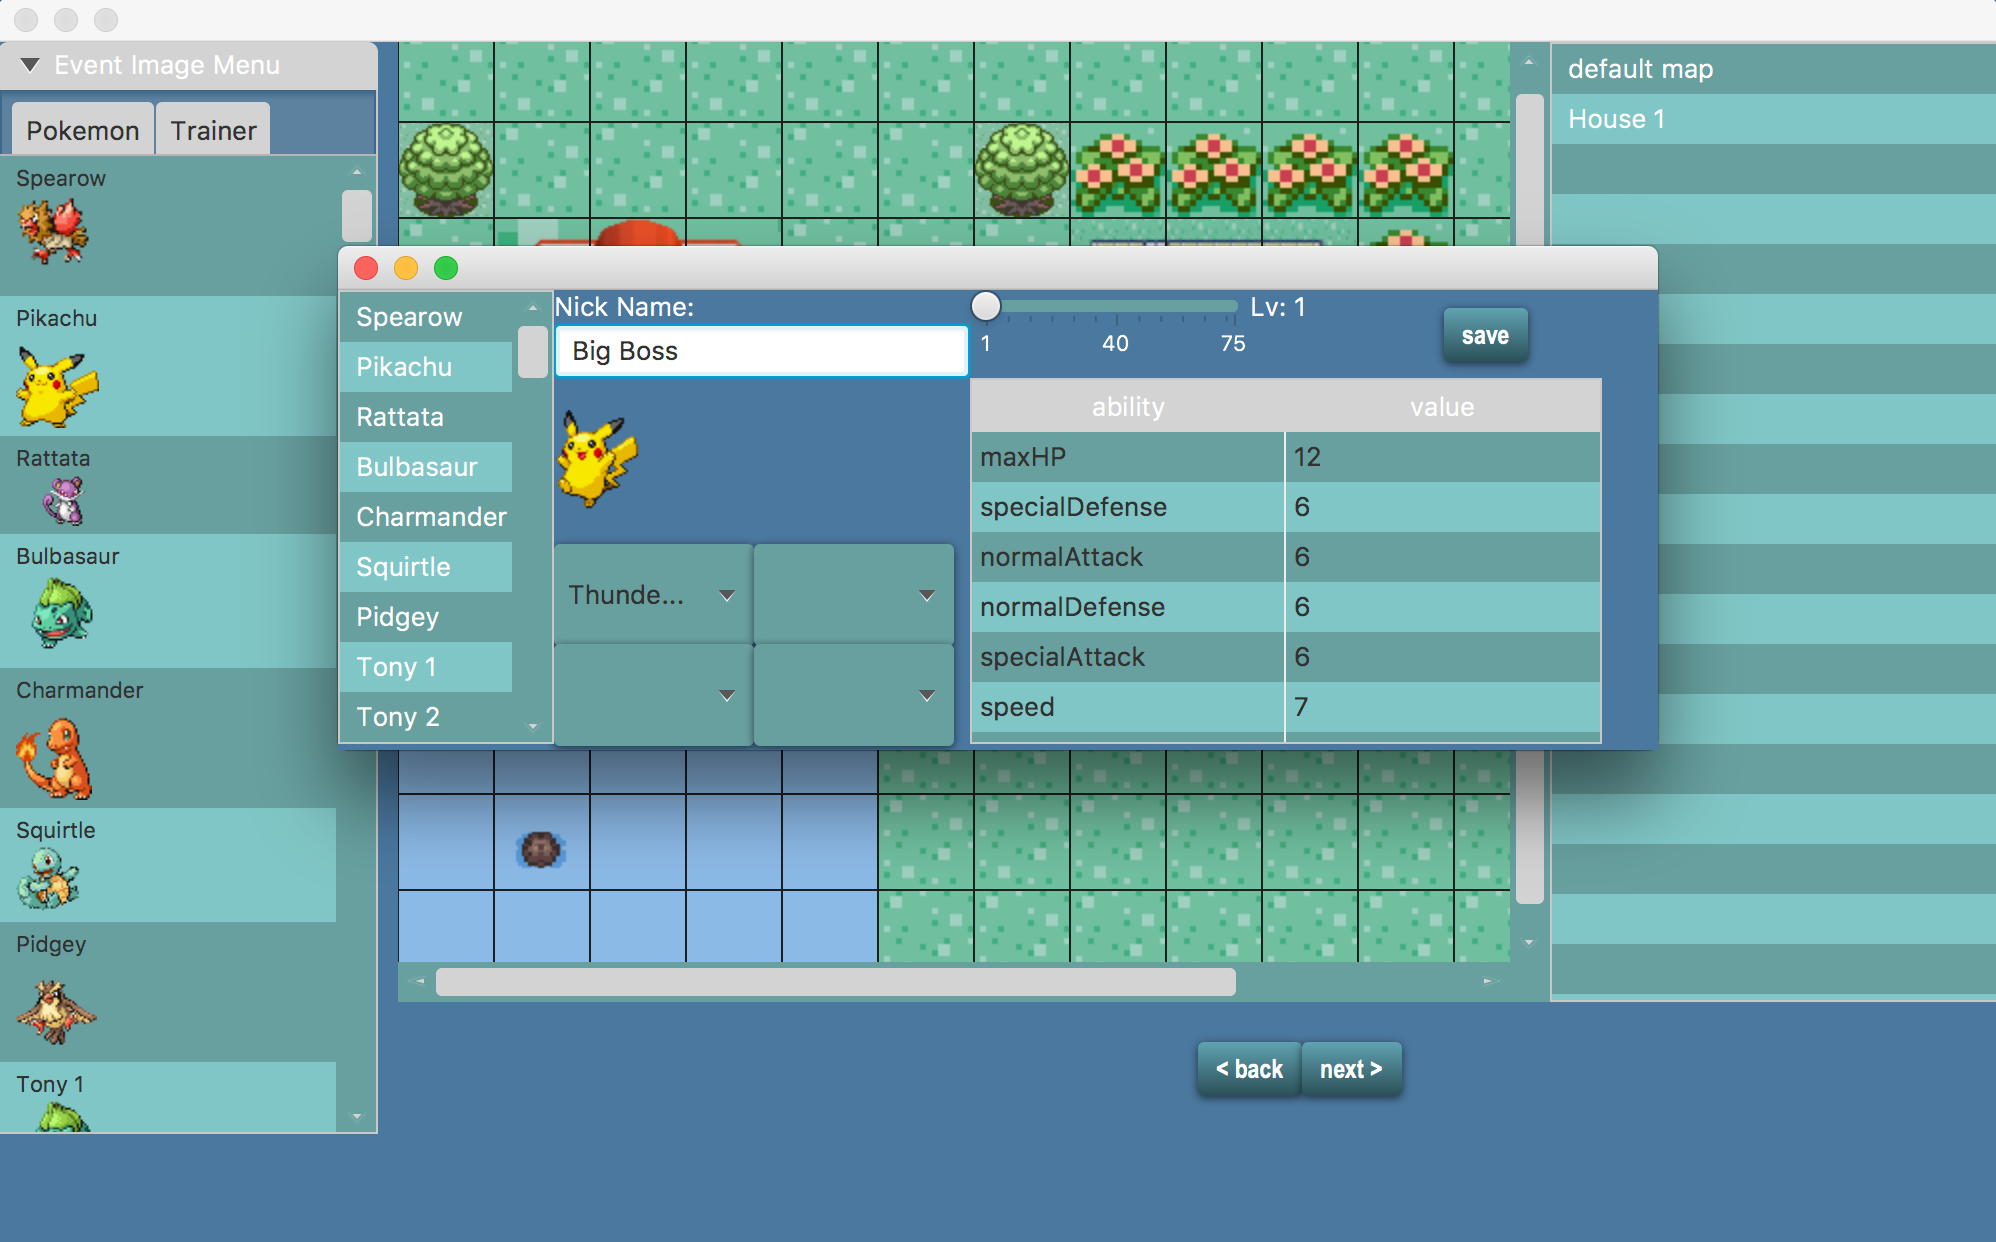 Event Image Menu
Pokemon Trainer
Spearow
Pikachu
Rattata
Bulbasaur
Charmander
Squirtle
Pidgey
Tony 1
Spearow
Pikachu
Rattata
Bulbasaur
Charmander
Squirtle
Pidgey
Tony 1
Tony 2
Nick Name:
Big Boss
Thunde...
Lv: 1
1 40 75
save
ability value
maxHP 12
specialDefense 6
normalAttack 6
normalDefense 6
specialAttack 6
speed 7
default map
House 1
< back next >